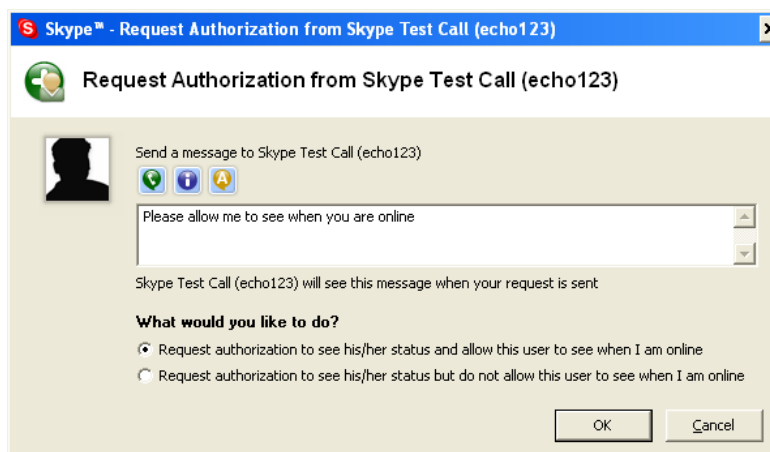 Skype™ - Request Authorization from Skype Test Call (echo123)
Request Authorization from Skype Test Call (echo123)
Send a message to Skype Test Call (echo123)
Please allow me to see when you are online
Skype Test Call (echo123) will see this message when your request is sent
What would you like to do?
Request authorization to see his/her status and allow this user to see when I am online
Request authorization to see his/her status but do not allow this user to see when I am online
OK Cancel